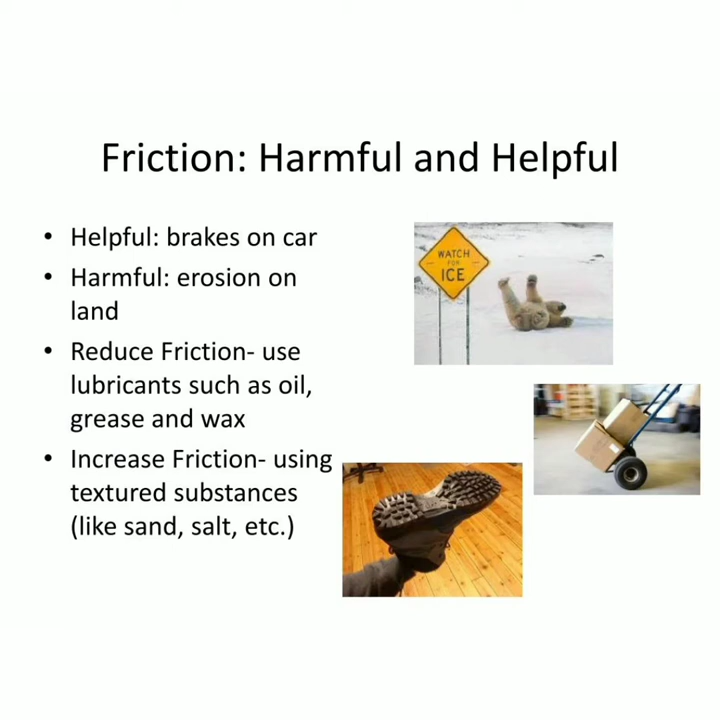 Friction: Harmful and Helpful
• Helpful: brakes on car
• Harmful: erosion on
land
• Reduce Friction- use
lubricants such as oil,
grease and wax
• Increase Friction- using
textured substances
(like sand, salt, etc.)
WATCH
FOR
ICE